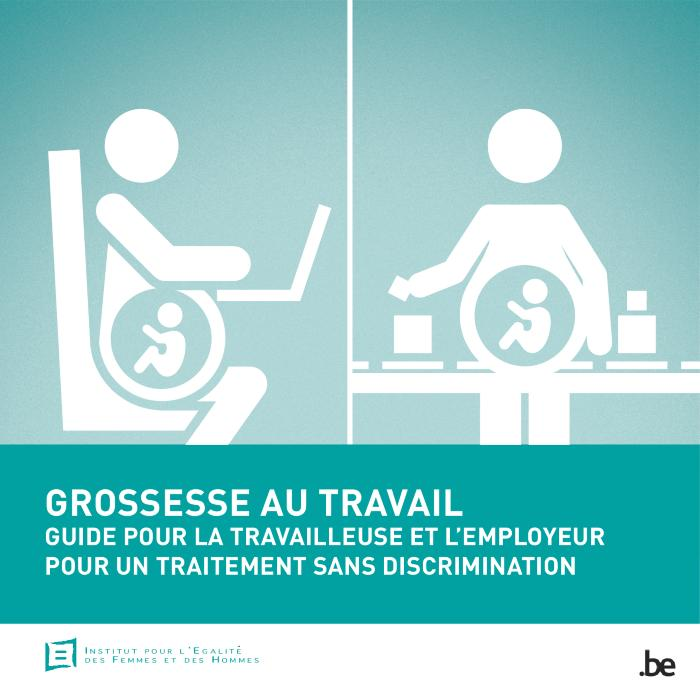 GROSSESSE AU TRAVAIL
GUIDE POUR LA TRAVAILLEUSE ET L'EMPLOYEUR
POUR UN TRAITEMENT SANS DISCRIMINATION
INSTITUT POUR L'EGALITÉ
DES FEMMES ET DES HOMMES
.be